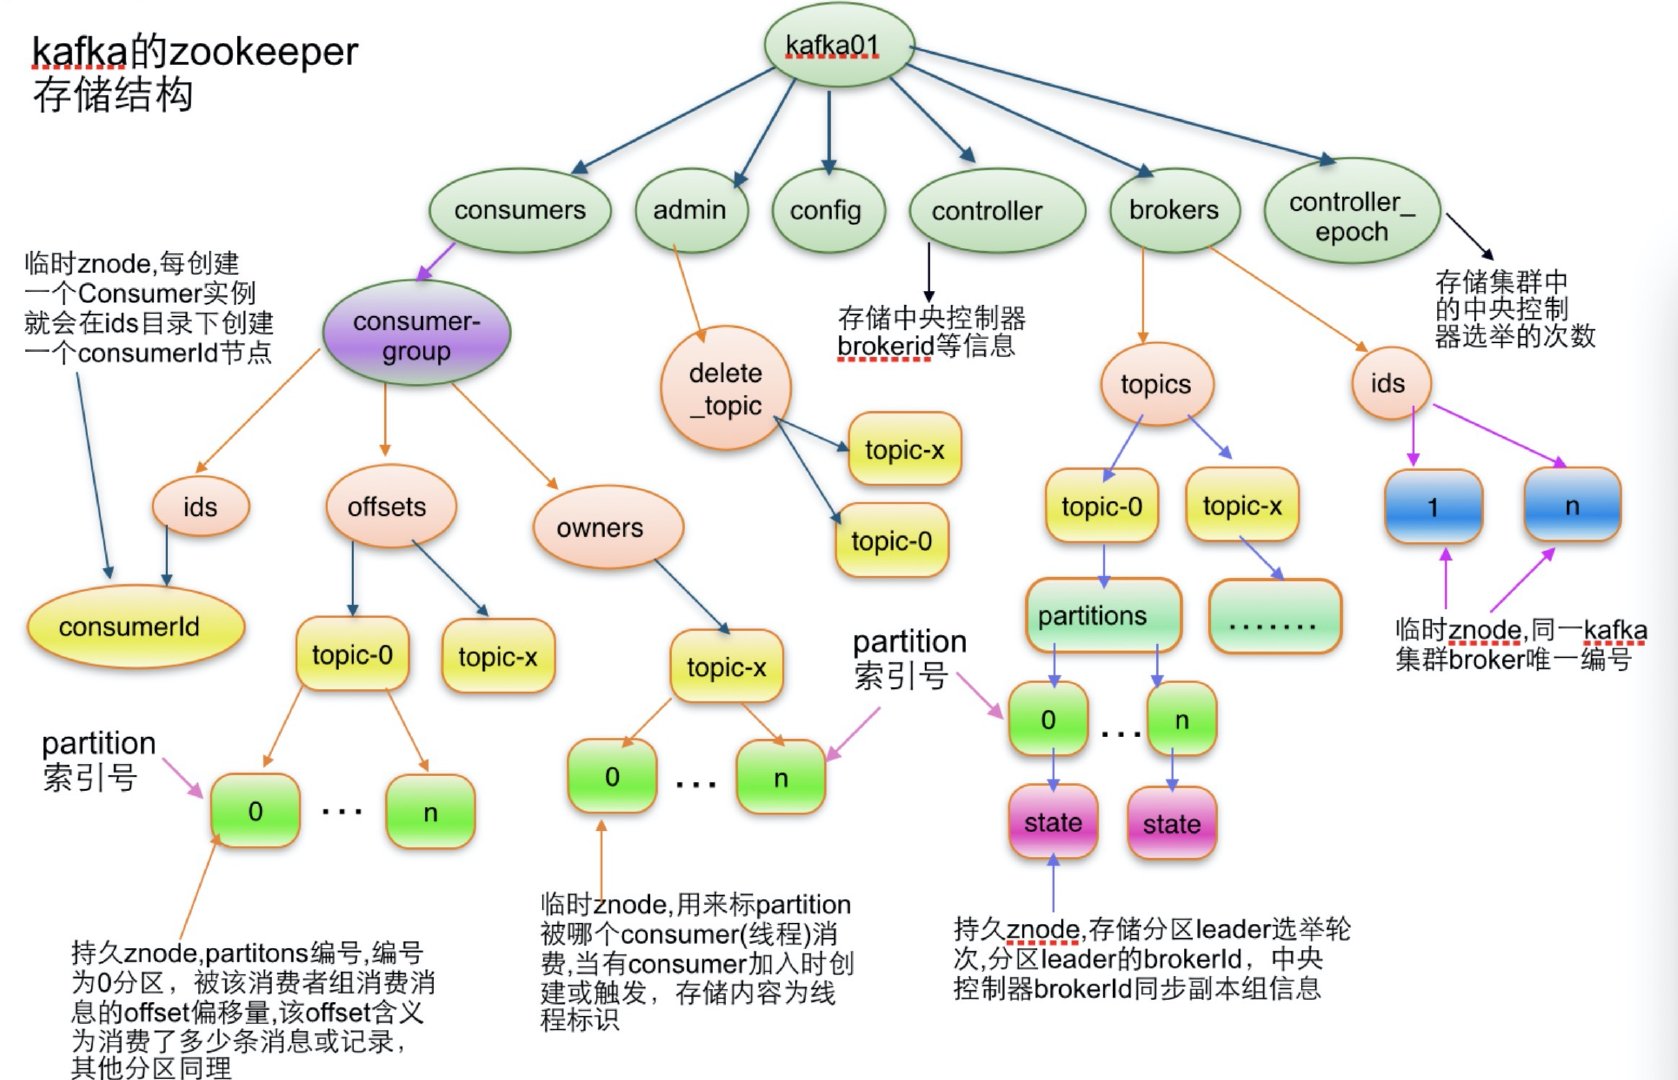 kafka的zookeeper
存储结构
kafka01
consumers
admin
config
controller
brokers
controller_
epoch
临时znode,每创建
一个Consumer实例
就会在ids目录下创建
一个consumerId节点
consumer-
group
存储中央控制器
brokerid等信息
存储集群中
的中央控制
器选举的次数
delete
_topic
topics
ids
topic-x
topic-0
ids
offsets
owners
topic-0
topic-x
1
n
consumerId
topic-0
topic-x
topic-x
partition
索引号
partitions
.......
临时znode,同一kafka
集群broker唯一编号
partition
索引号
0
...
n
0
...
n
0
...
n
state
state
持久znode,partitons编号,编号
为0分区，被该消费者组消费消
息的offset偏移量,该offset含义
为消费了多少条消息或记录，
其他分区同理
临时znode,用来标partition
被哪个consumer(线程)消
费,当有consumer加入时创
建或触发，存储内容为线
程标识
持久znode,存储分区leader选举轮
次,分区leader的brokerId，中央
控制器brokerId同步副本组信息